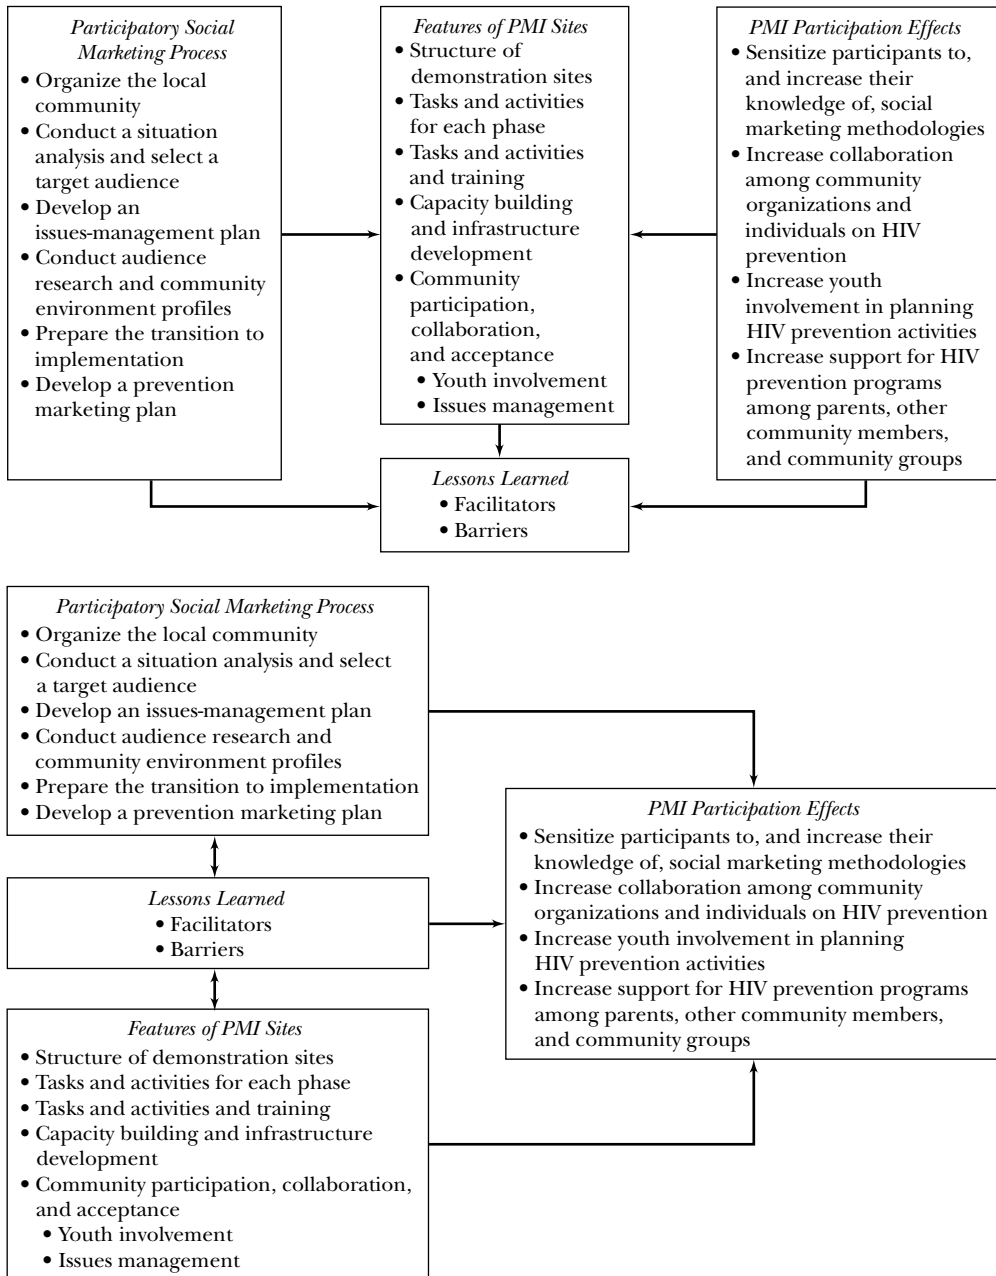 Participatory Social
Marketing Process
• Organize the local
community
• Conduct a situation
analysis and select a
target audience
• Develop an
issues-management plan
• Conduct audience
research and community
environment profiles
• Prepare the transition to
implementation
• Develop a prevention
marketing plan
Features of PMI Sites
• Structure of
demonstration sites
• Tasks and activities
for each phase
• Tasks and activities
and training
• Capacity building
and infrastructure
development
• Community
participation,
collaboration,
and acceptance
• Youth involvement
• Issues management
PMI Participation Effects
• Sensitize participants to,
and increase their
knowledge of, social
marketing methodologies
• Increase collaboration
among community
organizations and
individuals on HIV
prevention
• Increase youth
involvement in planning
HIV prevention activities
• Increase support for HIV
prevention programs
among parents, other
community members,
and community groups
Lessons Learned
• Facilitators
• Barriers
Participatory Social Marketing Process
• Organize the local community
• Conduct a situation analysis and select
a target audience
• Develop an issues-management plan
• Conduct audience research and
community environment profiles
• Prepare the transition to implementation
• Develop a prevention marketing plan
Lessons Learned
• Facilitators
• Barriers
Features of PMI Sites
• Structure of demonstration sites
• Tasks and activities for each phase
• Tasks and activities and training
• Capacity building and infrastructure
development
• Community participation, collaboration,
and acceptance
• Youth involvement
• Issues management
PMI Participation Effects
• Sensitize participants to, and increase their
knowledge of, social marketing methodologies
• Increase collaboration among community
organizations and individuals on HIV prevention
• Increase youth involvement in planning
HIV prevention activities
• Increase support for HIV prevention programs
among parents, other community members,
and community groups